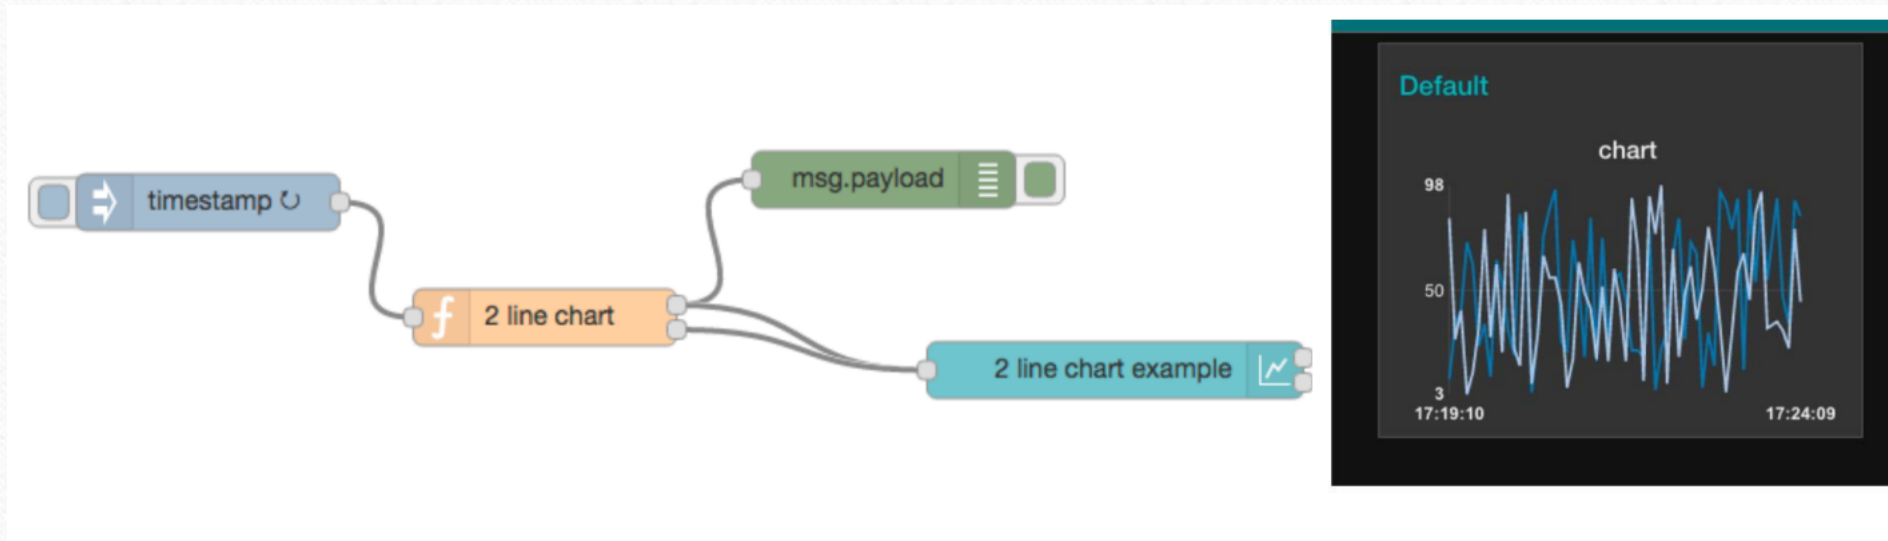 timestamp ↻
msg.payload
2 line chart
2 line chart example
Default
chart
98
50
3
17:19:10 17:24:09